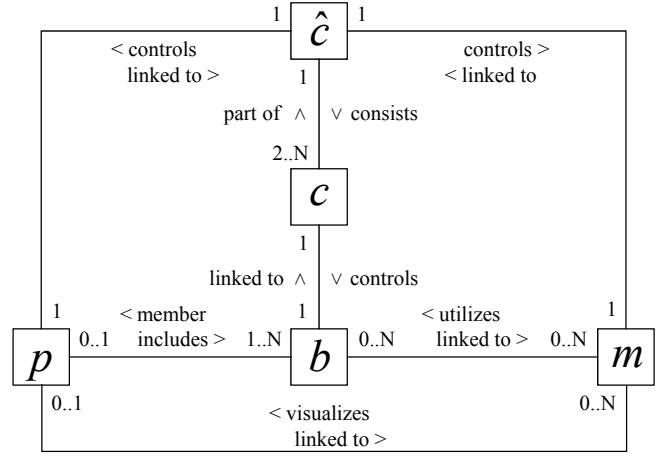 1 ĉ 1
< controls
linked to >
controls >
< linked to
1
part of ∧ ∨ consists
2..N
c
1
linked to ∧ ∨ controls
1 1 1
0..1 < member 1..N
includes >
0..N < utilizes 0..N
linked to >
p b m
0..1 < visualizes 0..N
linked to >